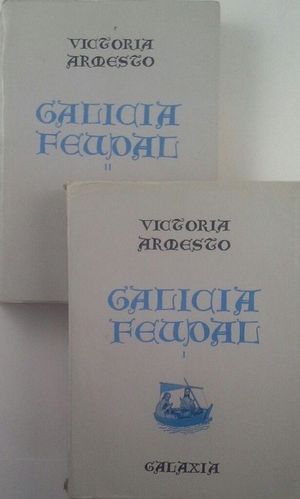 VICTORIA
ARMESTO
GALICIA
FEUDAL
II
VICTORIA
ARMESTO
GALICIA
FEUDAL
I
GALAXIA